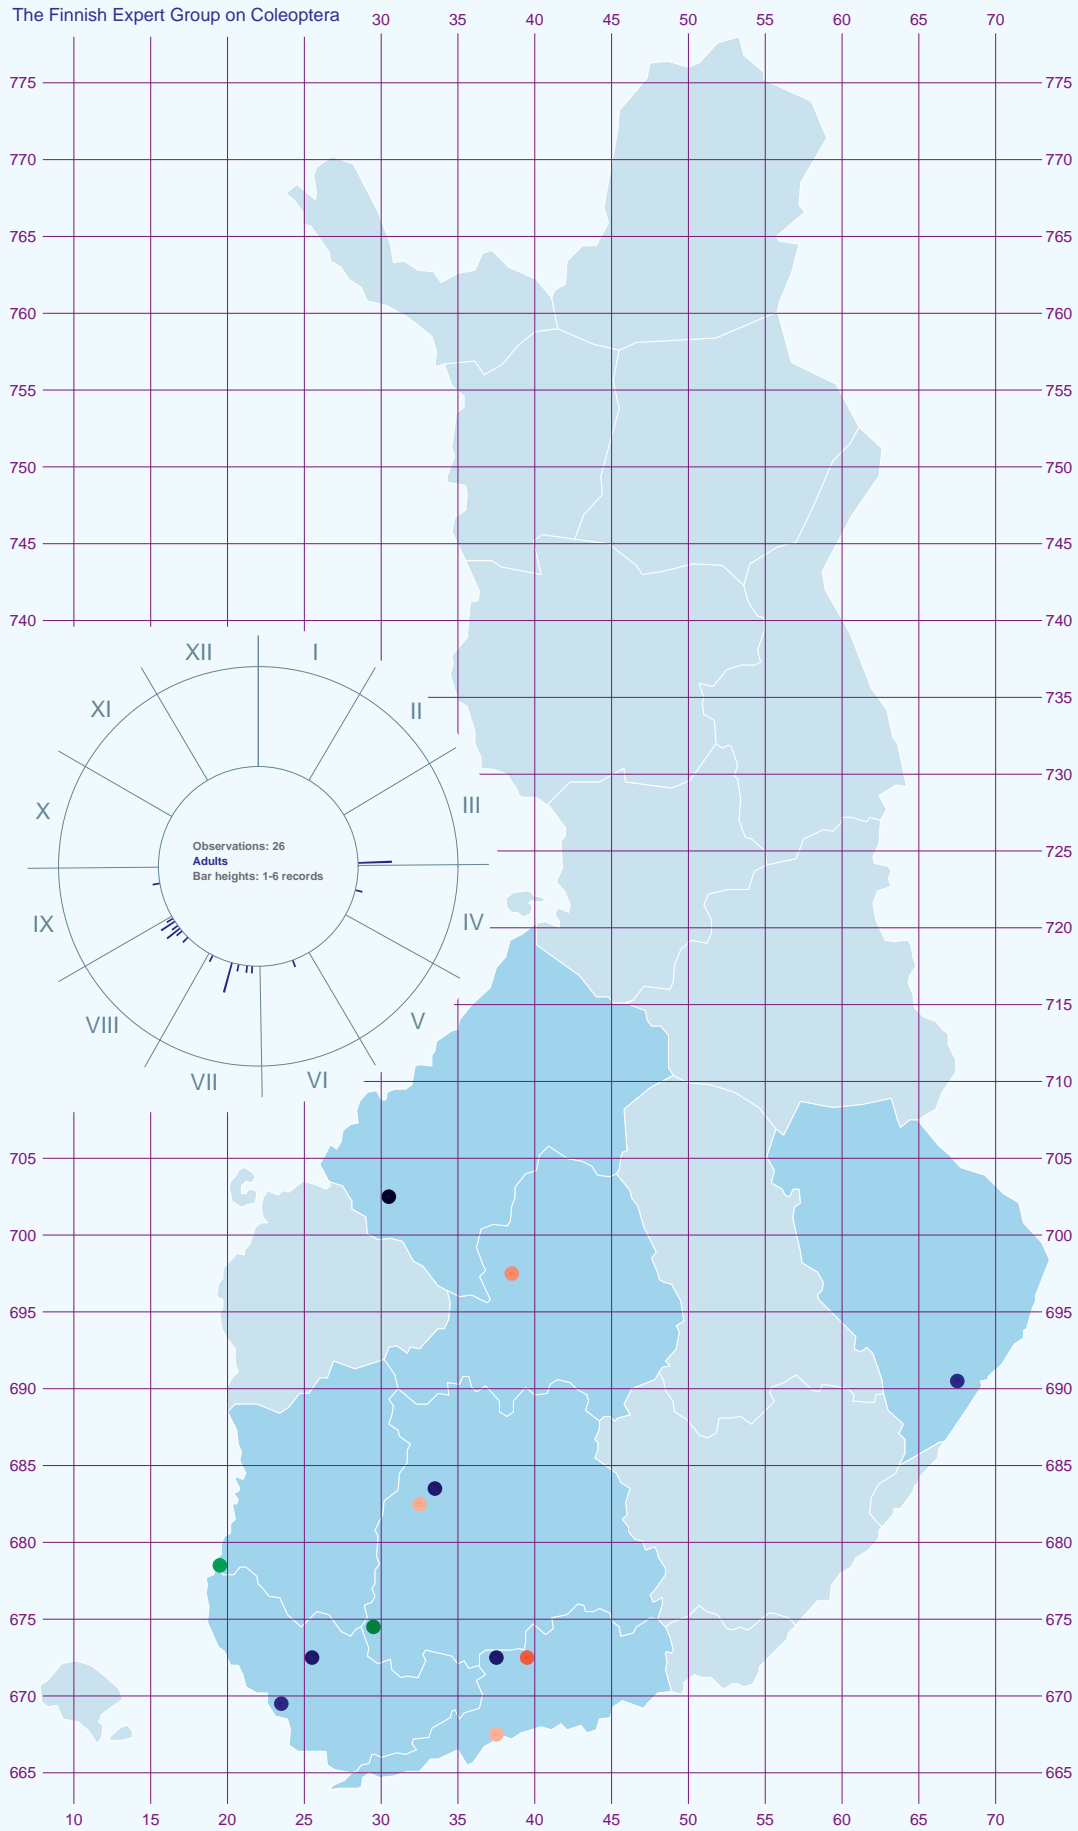 The Finnish Expert Group on Coleoptera
30 35 40 45 50 55 60 65 70
775 775
770 770
765 765
760 760
755 755
750 750
745 745
740 740
XII I
735
XI II
730
X III
725
Observations: 26
Adults
Bar heights: 1-6 records
IX IV 720
715
VIII V
VII VI 710
705 705
700 700
695 695
690 690
685 685
680 680
675 675
670 670
665 665
10 15 20 25 30 35 40 45 50 55 60 65 70